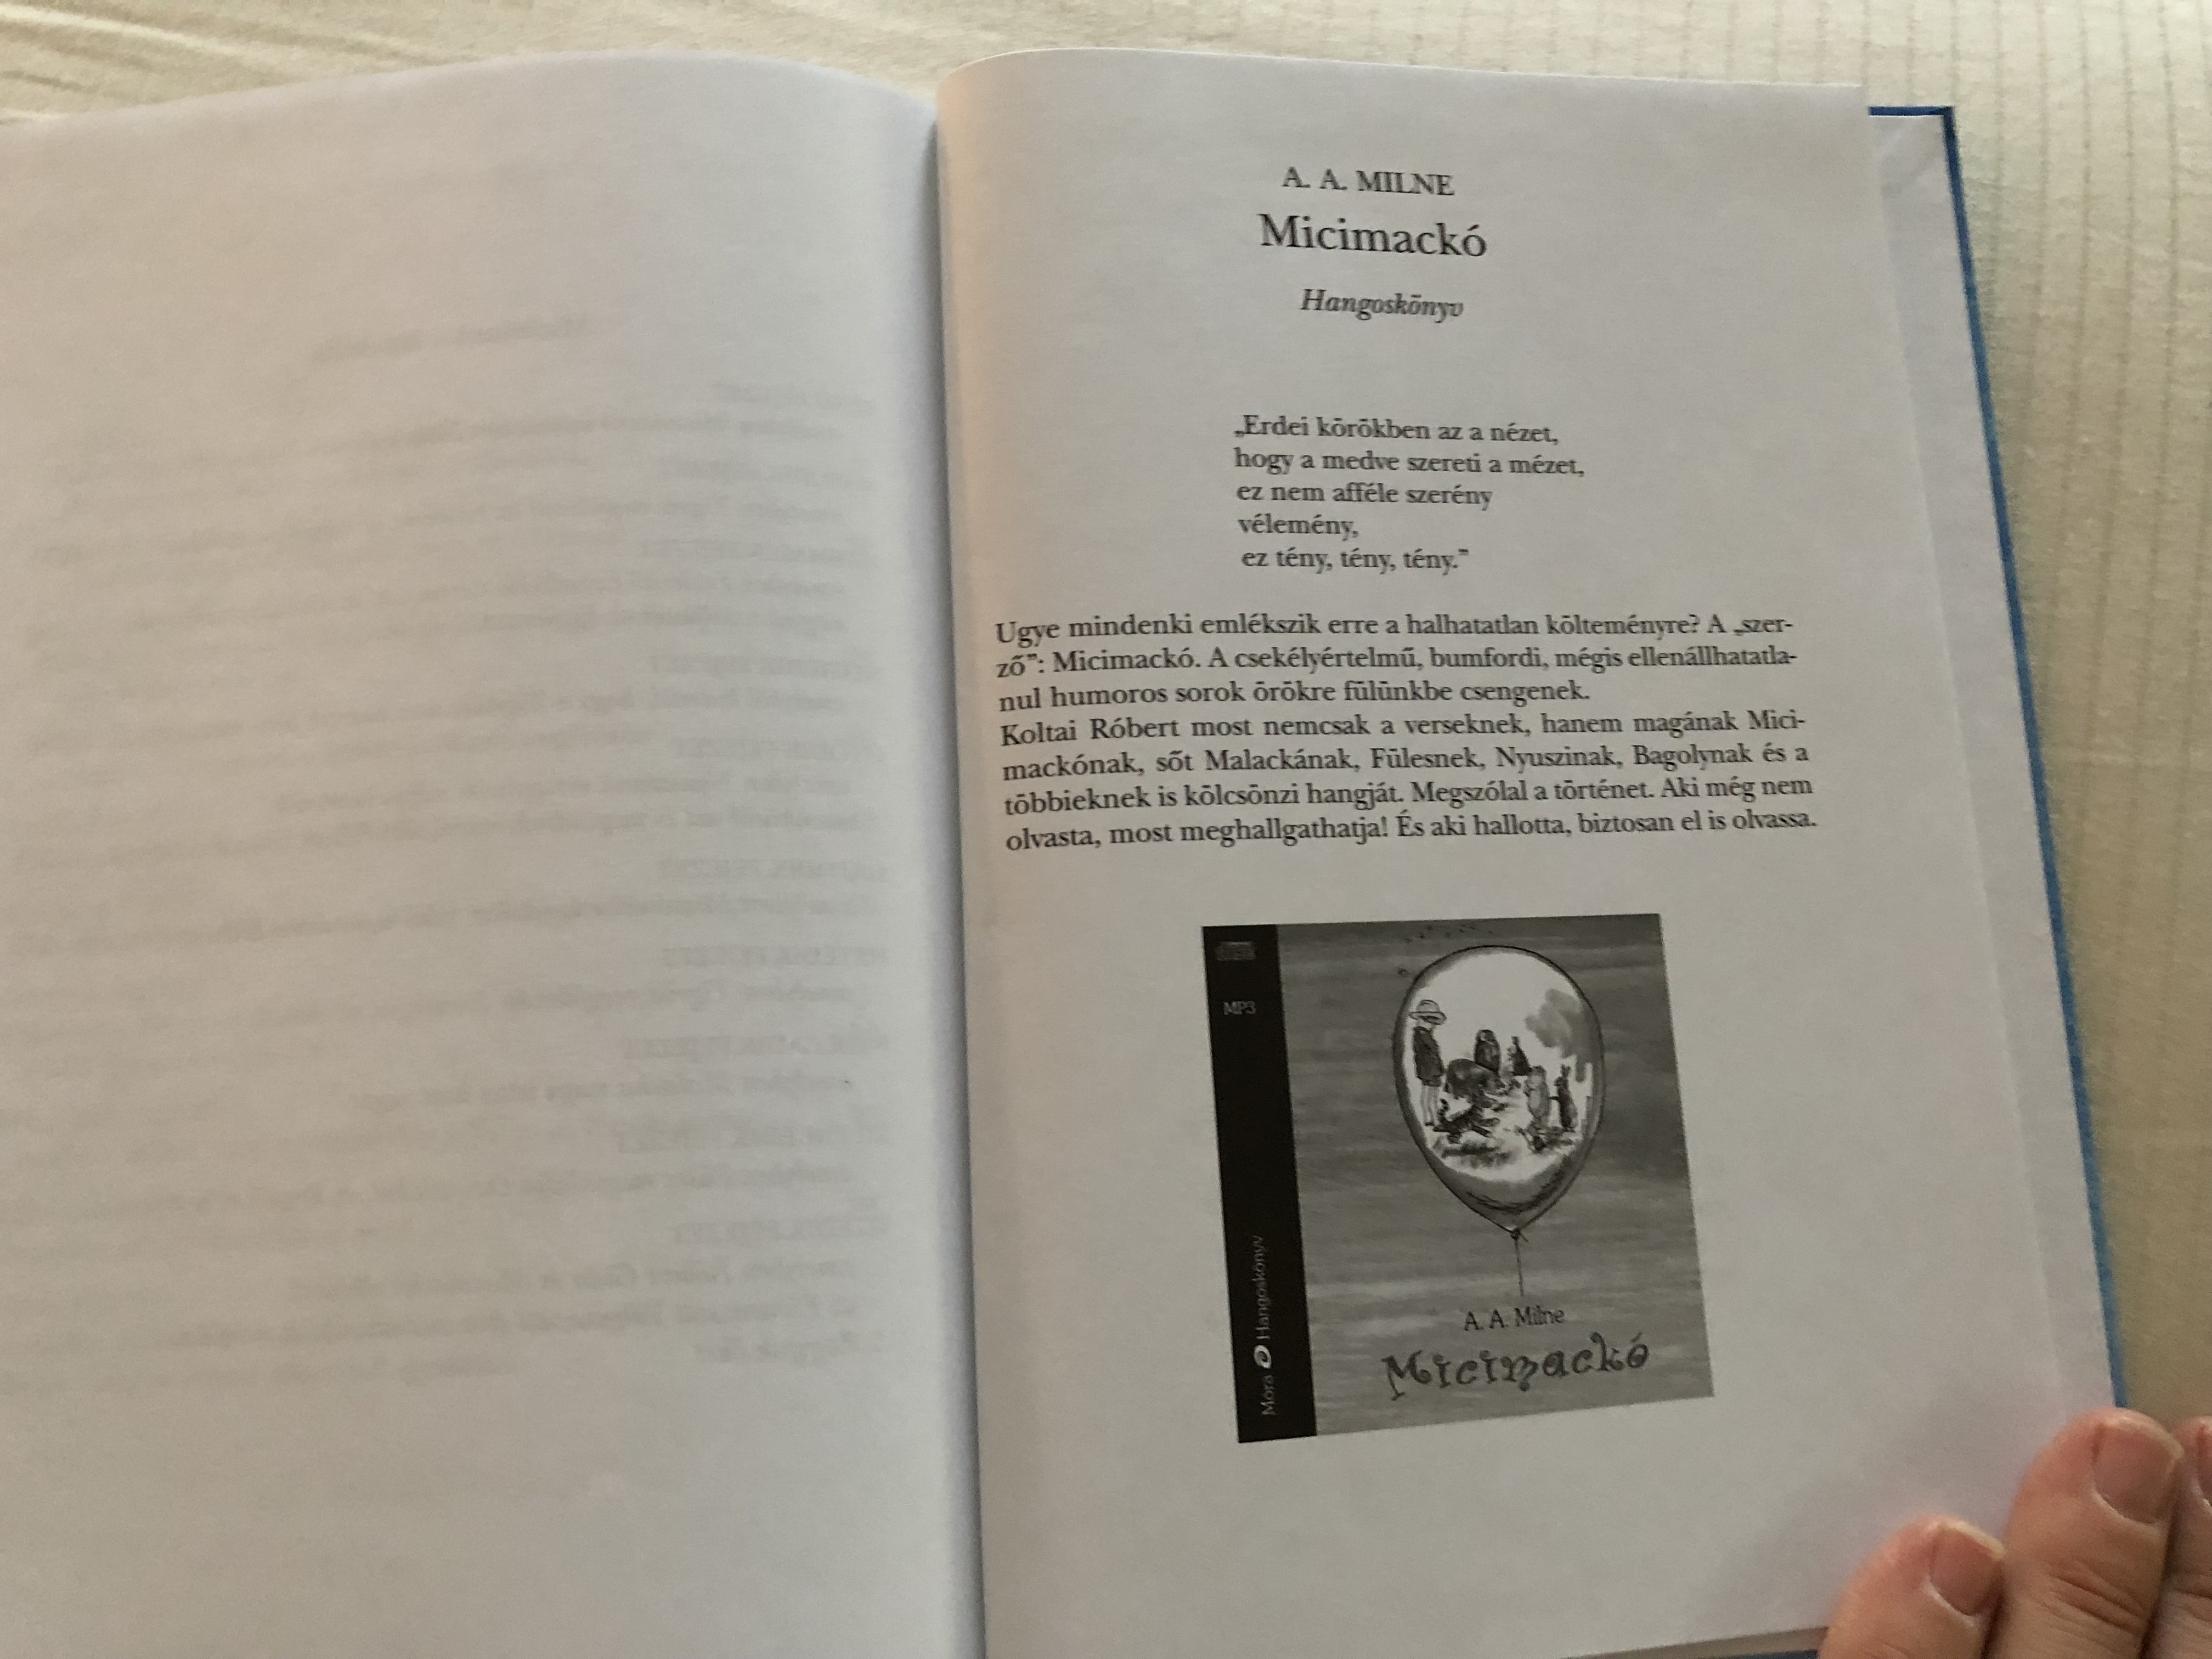 A. A. MILNE
Micimackó
Hangoskönyv
„Erdei körökben az a nézet,
hogy a medve szereti a mézet,
ez nem afféle szerény
vélemény,
ez tény, tény, tény.”
Ugye mindenki emlékszik erre a halhatatlan költeményre? A „szer-
ző”: Micimackó. A csekélyértelmű, bumfordi, mégis ellenállhatatla-
nul humoros sorok örökre fülünkbe csengenek.
Koltai Róbert most nemcsak a verseknek, hanem magának Mici-
mackónak, sőt Malackának, Fülesnek, Nyuszinak, Bagolynak és a
többieknek is kölcsönzi hangját. Megszólal a történet. Aki még nem
olvasta, most meghallgathatja! És aki hallotta, biztosan el is olvassa.
MP3
Móra Hangoskönyv
A. A. Milne
Micimackó